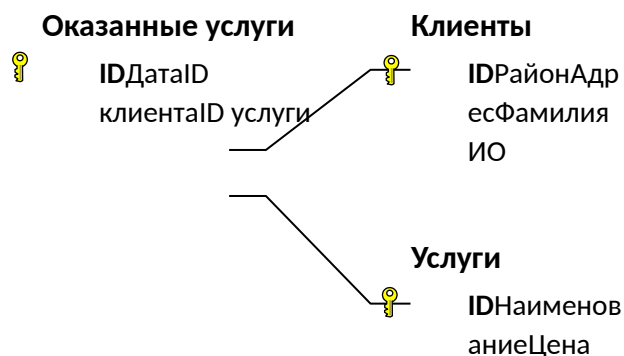 Оказанные услуги
IDДатаID
клиентаID услуги
Клиенты
IDРайонАдр
есФамилия
ИО
Услуги
IDНаименов
аниеЦена